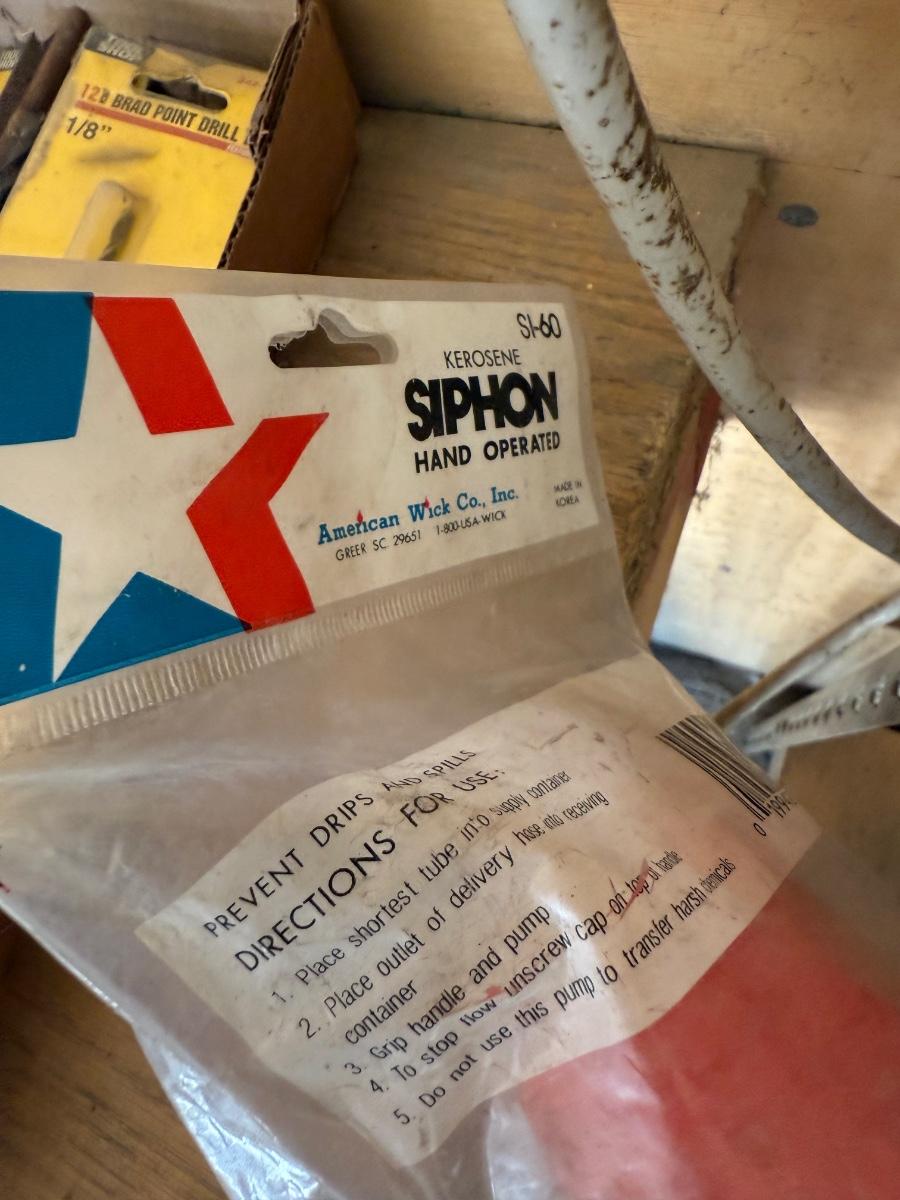 BRAD POINT DRILL
1/8"
SI-60
KEROSENE
SIPHON
HAND OPERATED
American Wick Co., Inc.
GREER SC 29651 1-800-USA-WICK
MADE IN
KOREA
PREVENT DRIPS AND SPILLS
DIRECTIONS FOR USE:
1. Place shortest tube into supply container
2. Place outlet of delivery hose into receiving
container
3. Grip handle and pump
4. To stop flow unscrew cap on top of handle
5. Do not use this pump to transfer harsh chemicals